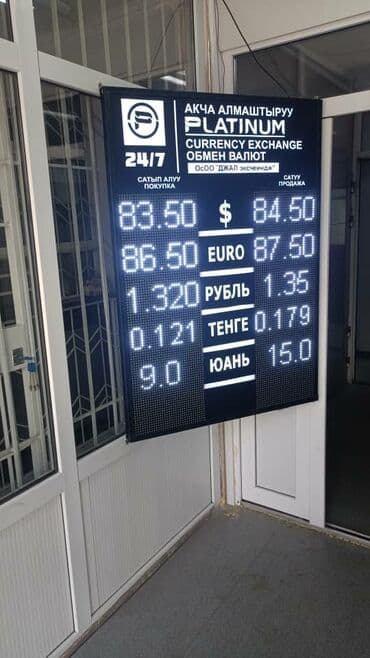 АКЧА АЛМАШТЫРУУ
PLATINUM
CURRENCY EXCHANGE
ОБМЕН ВАЛЮТ
ОсОО "ДЖАП эксчеиндж"
P
24/7
САТЫП АЛУУ САТУУ
ПОКУПКА ПРОДАЖА
83.50 $ 84.50
86.50 EURO 87.50
1.320 РУБЛЬ 1.35
0.121 ТЕНГЕ 0.179
9.0 ЮАНЬ 15.0